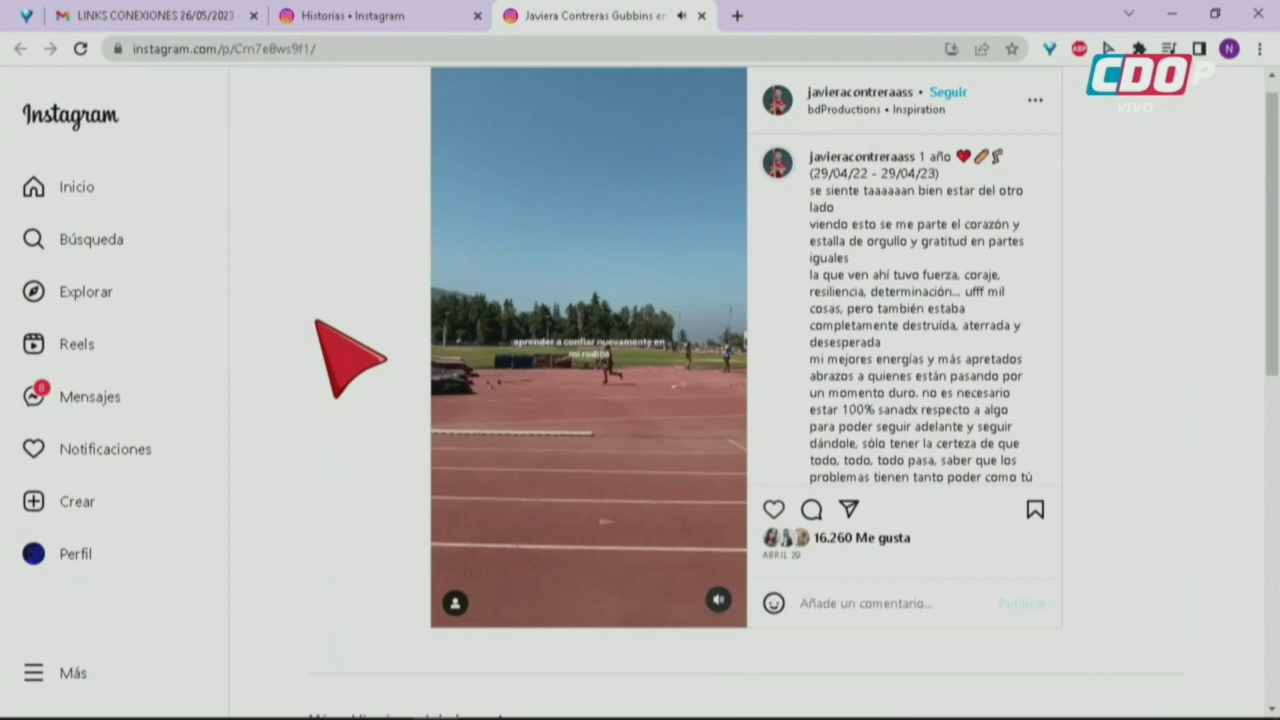 LINKS CONEXIONES 26/05/2023
Historias • Instagram
Javiera Contreras Gubbins en
instagram.com/p/Crn7e8ws9f1/
ABP
N
CDO P
VIVO
Instagram
Inicio
Búsqueda
Explorar
Reels
8
Mensajes
Notificaciones
Crear
Perfil
Más
aprender a confiar nuevamente en
mi rodilla
javieracontreraass • Seguir
bdProductions • Inspiration
javieracontreraass 1 año
(29/04/22 - 29/04/23)
se siente taaaaaan bien estar del otro
lado
viendo esto se me parte el corazón y
estalla de orgullo y gratitud en partes
iguales
la que ven ahí tuvo fuerza, coraje,
resiliencia, determinación... ufff mil
cosas, pero también estaba
completamente destruída, aterrada y
desesperada
mi mejores energías y más apretados
abrazos a quienes están pasando por
un momento duro. no es necesario
estar 100% sanadx respecto a algo
para poder seguir adelante y seguir
dándole, sólo tener la certeza de que
todo, todo, todo pasa, saber que los
problemas tienen tanto poder como tú
16.260 Me gusta
ABRIL 29
Añade un comentario...
Publicar